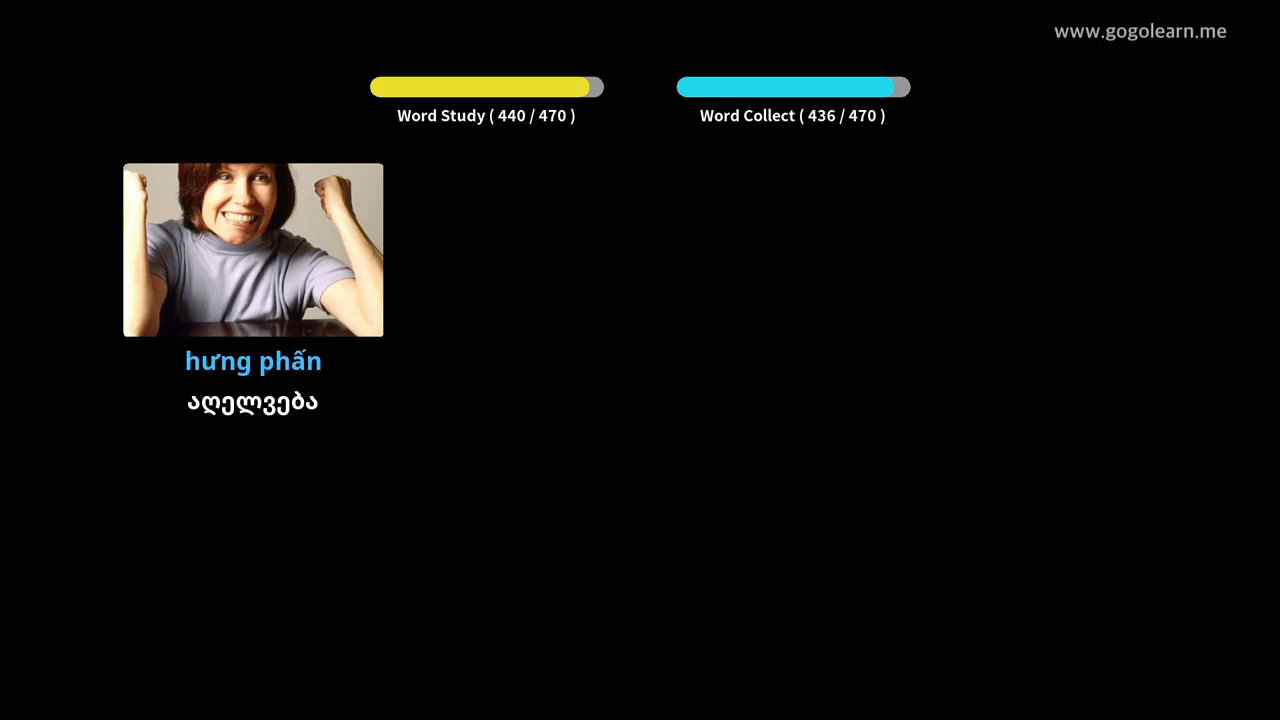 www.gogolearn.me
Word Study ( 440 / 470 )
Word Collect ( 436 / 470 )
hưng phấn
აღელვება